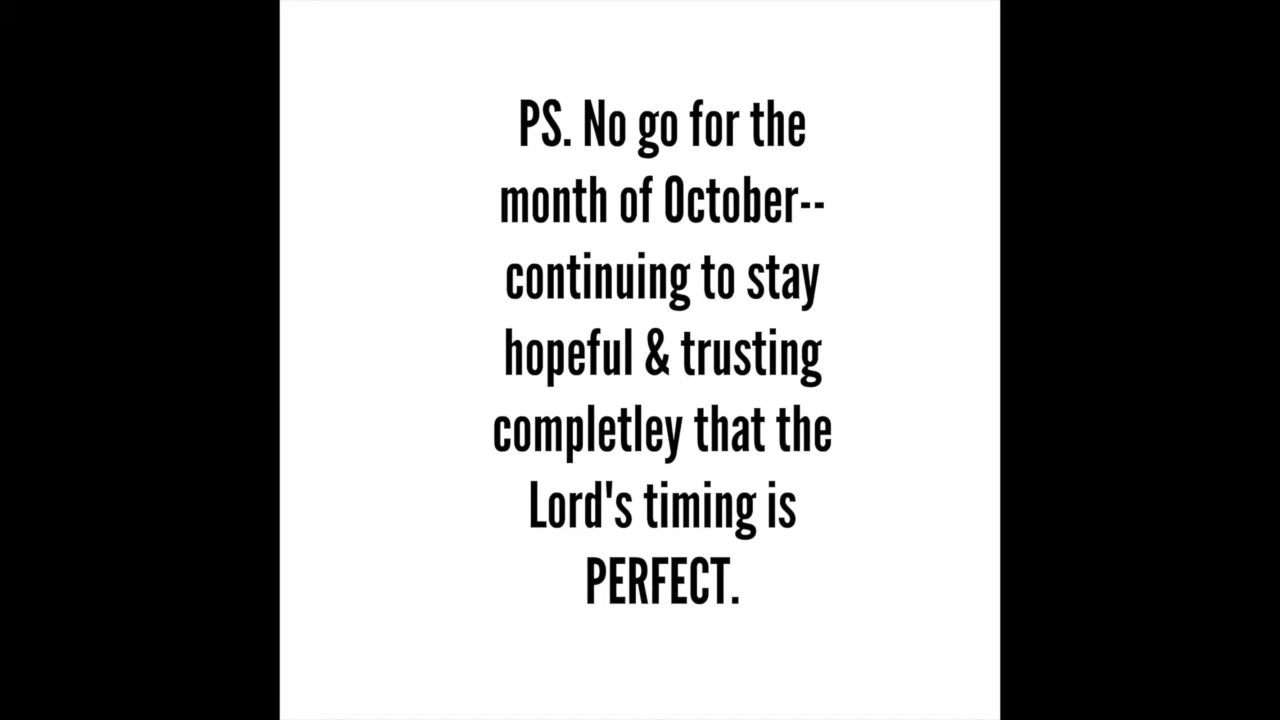 PS. No go for the
month of October--
continuing to stay
hopeful & trusting
completley that the
Lord's timing is
PERFECT.